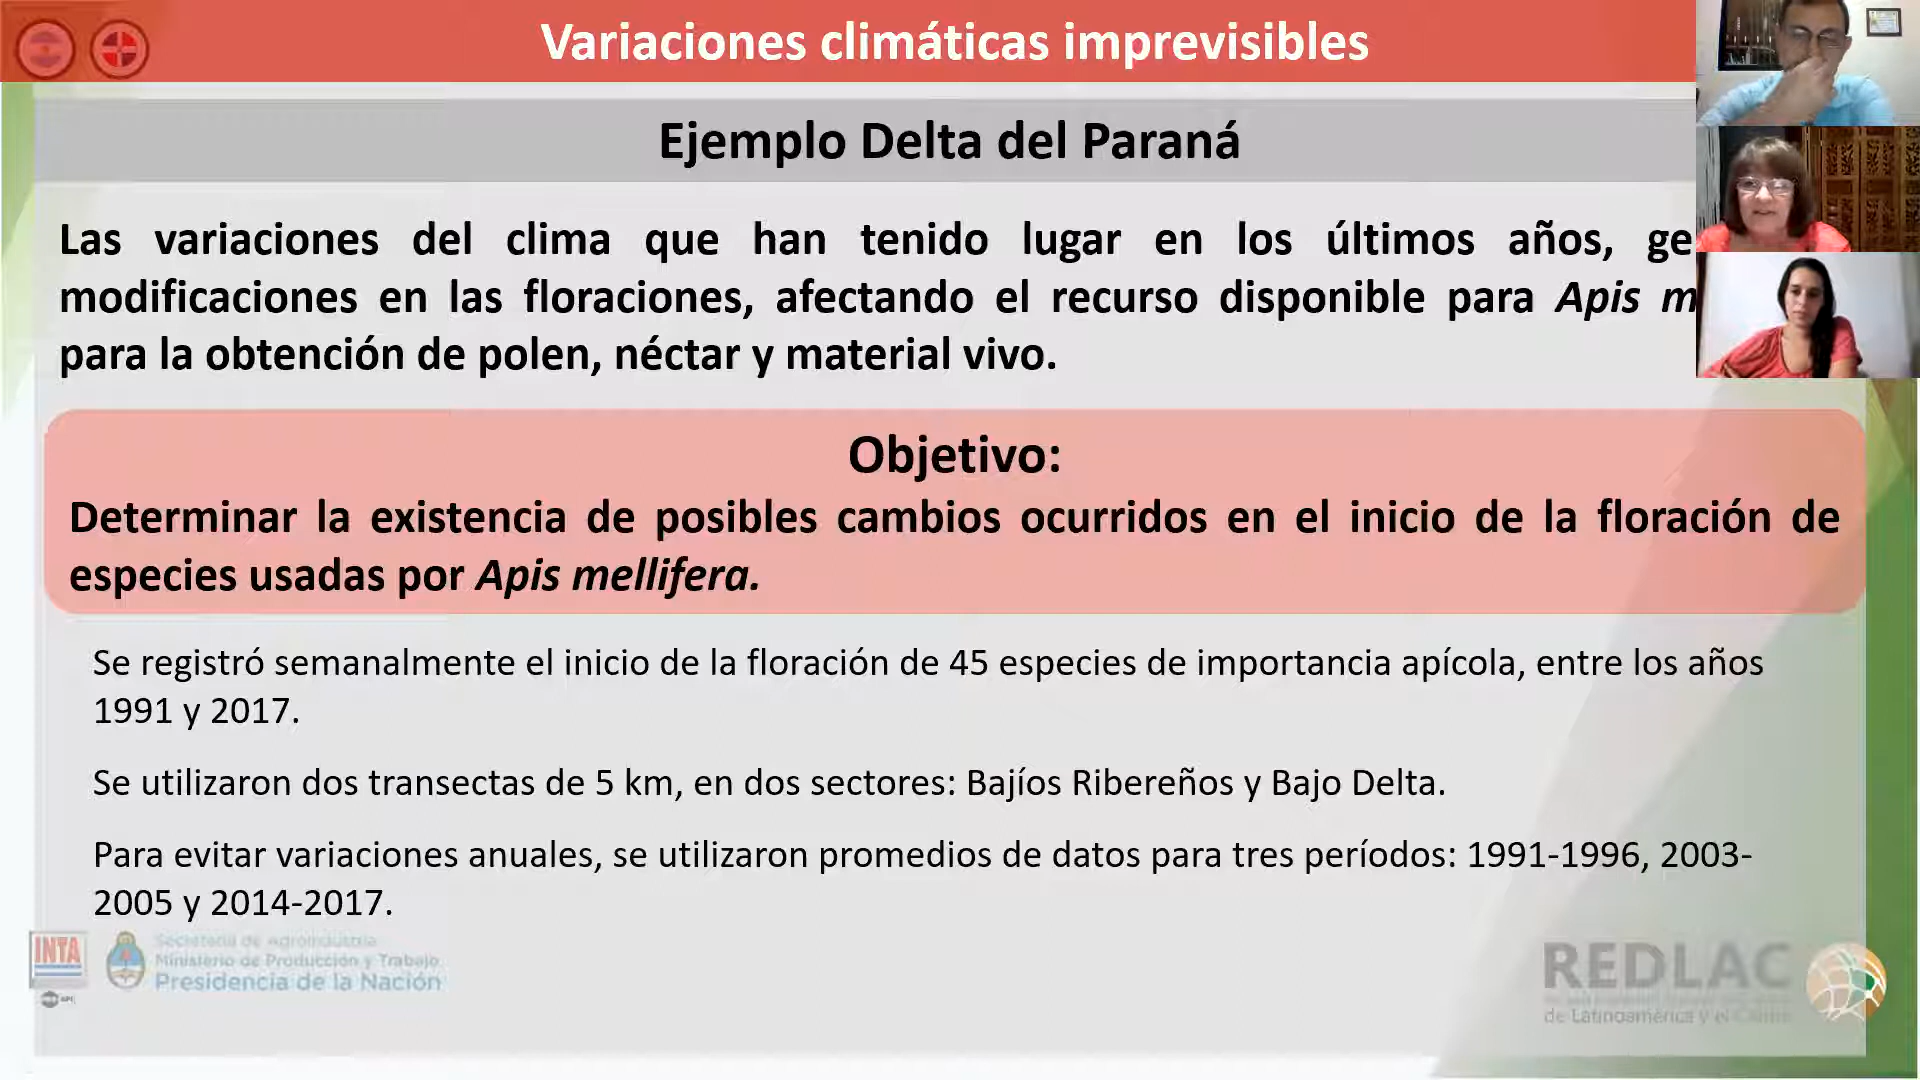 Variaciones climáticas imprevisibles
Ejemplo Delta del Paraná
Las variaciones del clima que han tenido lugar en los últimos años, ge
modificaciones en las floraciones, afectando el recurso disponible para Apis m
para la obtención de polen, néctar y material vivo.
Objetivo:
Determinar la existencia de posibles cambios ocurridos en el inicio de la floración de
especies usadas por Apis mellifera.
Se registró semanalmente el inicio de la floración de 45 especies de importancia apícola, entre los años
1991 y 2017.
Se utilizaron dos transectas de 5 km, en dos sectores: Bajíos Ribereños y Bajo Delta.
Para evitar variaciones anuales, se utilizaron promedios de datos para tres períodos: 1991-1996, 2003-
2005 y 2014-2017.
INTA
Secretaría de Agroindustria
Ministerio de Producción y Trabajo
Presidencia de la Nación
REDLAC
de Latinoamérica y el Caribe